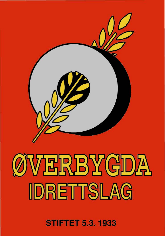 ØVERBYGDA
IDRETTSLAG
STIFTET 5.3. 1933